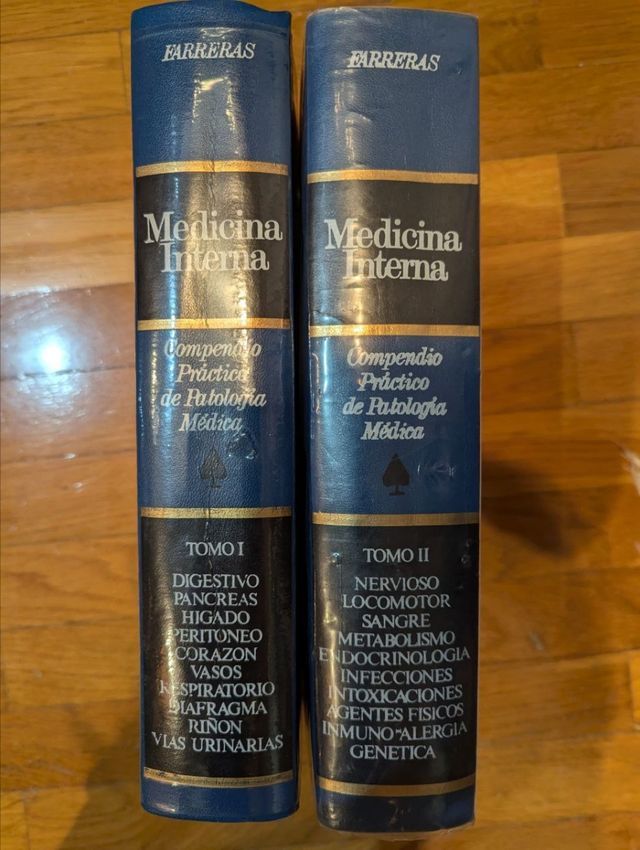 FARRERAS
Medicina
Interna
Compendio
Práctico
de Patología
Médica
TOMO I
DIGESTIVO
PANCREAS
HIGADO
PERITONEO
CORAZON
VASOS
RESPIRATORIO
DIAFRAGMA
RIÑON
VIAS URINARIAS
FARRERAS
Medicina
Interna
Compendio
Práctico
de Patología
Médica
TOMO II
NERVIOSO
LOCOMOTOR
SANGRE
METABOLISMO
ENDOCRINOLOGIA
INFECCIONES
INTOXICACIONES
AGENTES FISICOS
INMUNO-ALERGIA
GENETICA